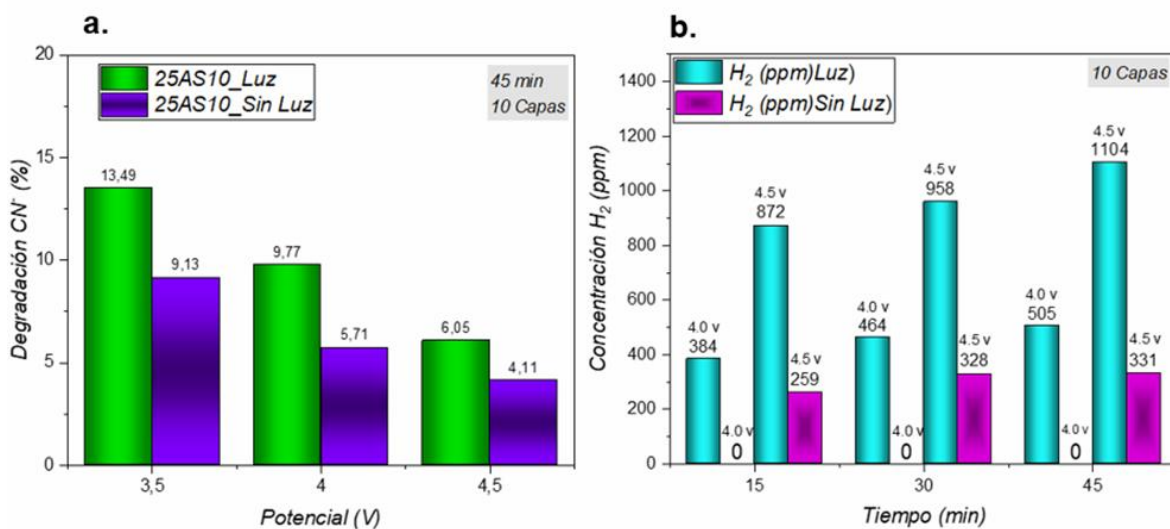 a.
20
15
10
5
0
Degradación CN⁻ (%)
25AS10_Luz
25AS10_Sin Luz
45 min
10 Capas
13,49
9,13
9,77
5,71
6,05
4,11
3,5
4
4,5
Potencial (V)
b.
1400
1200
1000
800
600
400
200
0
Concentración H₂ (ppm)
H₂ (ppm)Luz)
H₂ (ppm)Sin Luz)
10 Capas
4.0 v
384
4.0 v
0
4.5 v
872
4.5 v
259
4.0 v
464
4.0 v
0
4.5 v
958
4.5 v
328
4.0 v
505
4.0 v
0
4.5 v
1104
4.5 v
331
15
30
45
Tiempo (min)